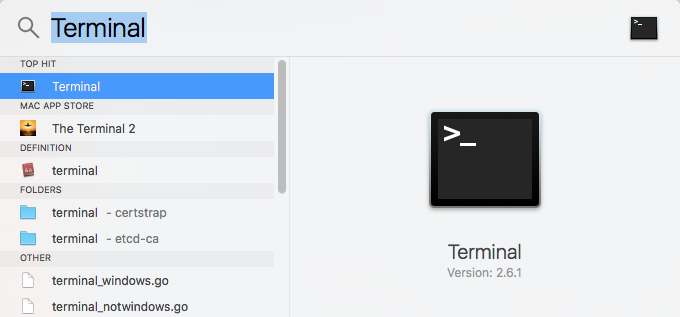 Terminal
TOP HIT
Terminal
MAC APP STORE
The Terminal 2
DEFINITION
terminal
FOLDERS
terminal - certstrap
terminal - etcd-ca
OTHER
terminal_windows.go
terminal_notwindows.go
>_
Terminal
Version: 2.6.1